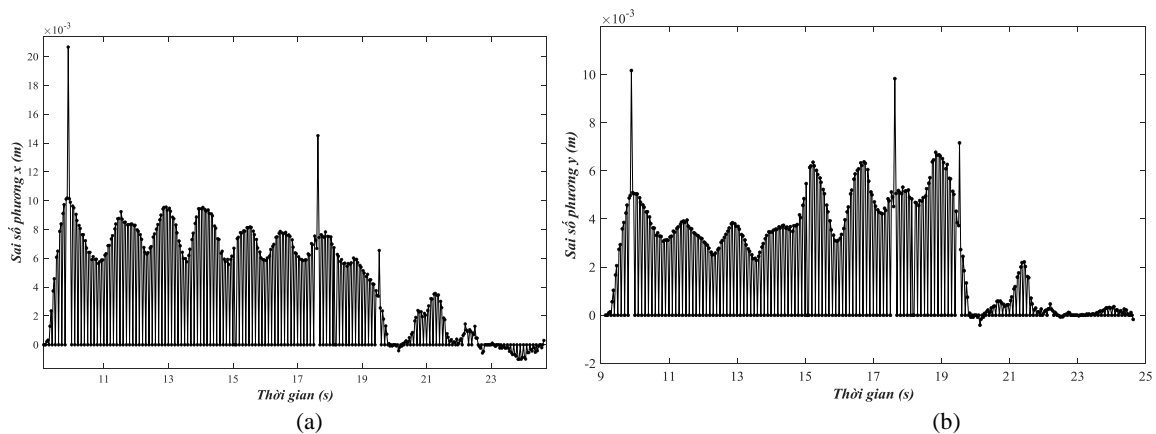 ×10⁻³
20
18
16
14
12
10
8
6
4
2
0
Sai số phương x (m)
11 13 15 17 19 21 23
Thời gian (s)
(a)
×10⁻³
10
8
6
4
2
0
-2
Sai số phương y (m)
9 11 13 15 17 19 21 23 25
Thời gian (s)
(b)